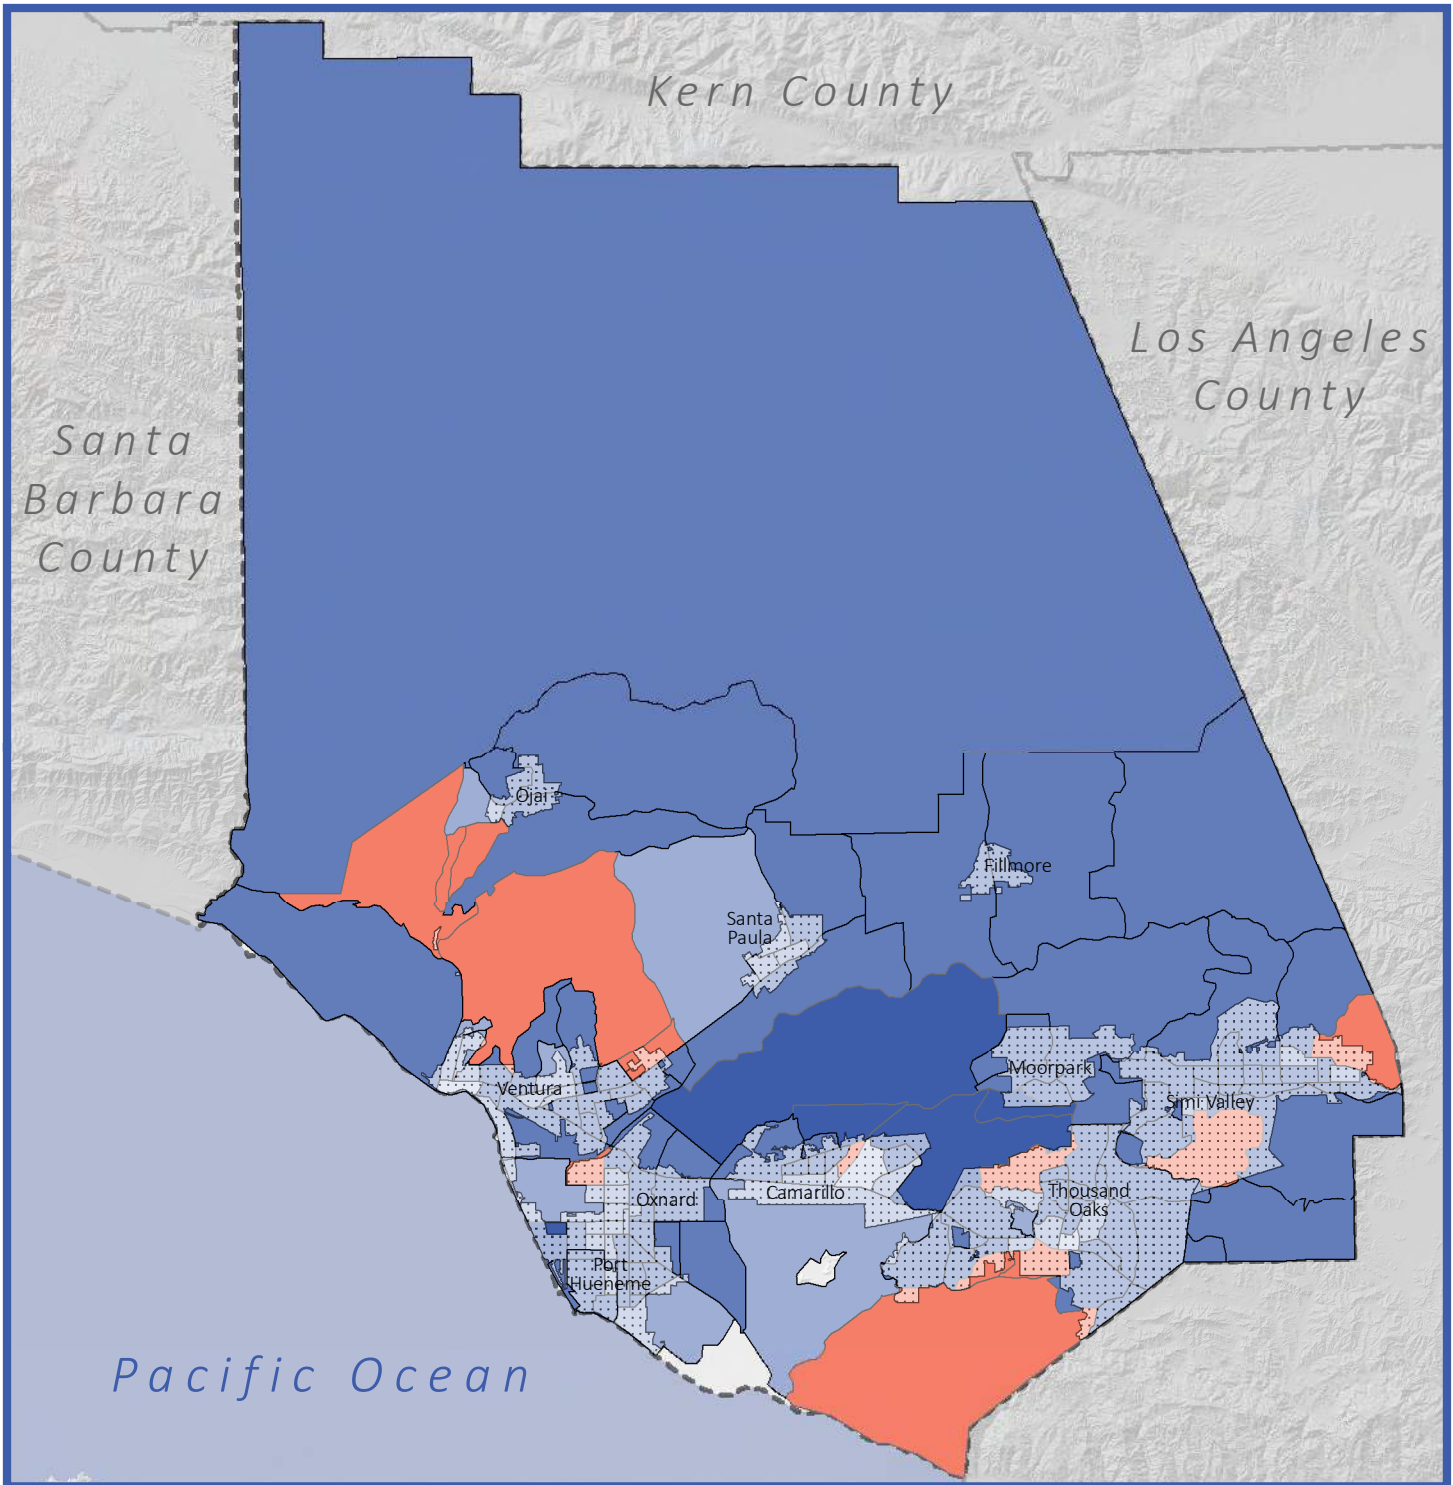 Kern County
Los Angeles
County
Santa
Barbara
County
Ojai
Fillmore
Santa
Paula
Moorpark
Ventura
Simi Valley
Thousand
Oaks
Oxnard
Camarillo
Port
Hueneme
Pacific Ocean